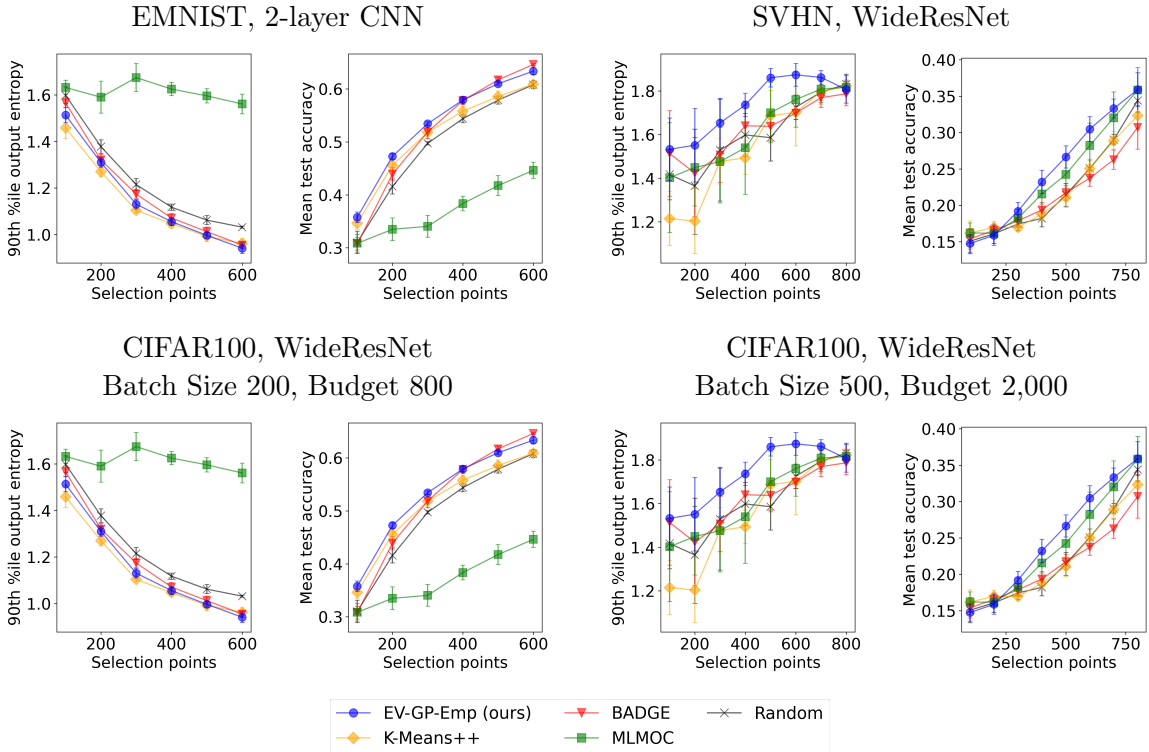 EMNIST, 2-layer CNN
SVHN, WideResNet
90th %ile output entropy
1.6
1.4
1.2
1.0
200 400 600
Selection points
Mean test accuracy
0.6
0.5
0.4
0.3
200 400 600
Selection points
90th %ile output entropy
1.8
1.6
1.4
1.2
200 400 600 800
Selection points
Mean test accuracy
0.40
0.35
0.30
0.25
0.20
0.15
250 500 750
Selection points
CIFAR100, WideResNet
Batch Size 200, Budget 800
CIFAR100, WideResNet
Batch Size 500, Budget 2,000
90th %ile output entropy
1.6
1.4
1.2
1.0
200 400 600
Selection points
Mean test accuracy
0.6
0.5
0.4
0.3
200 400 600
Selection points
90th %ile output entropy
1.8
1.6
1.4
1.2
200 400 600 800
Selection points
Mean test accuracy
0.40
0.35
0.30
0.25
0.20
0.15
250 500 750
Selection points
EV-GP-Emp (ours)
K-Means++
BADGE
MLMOC
Random